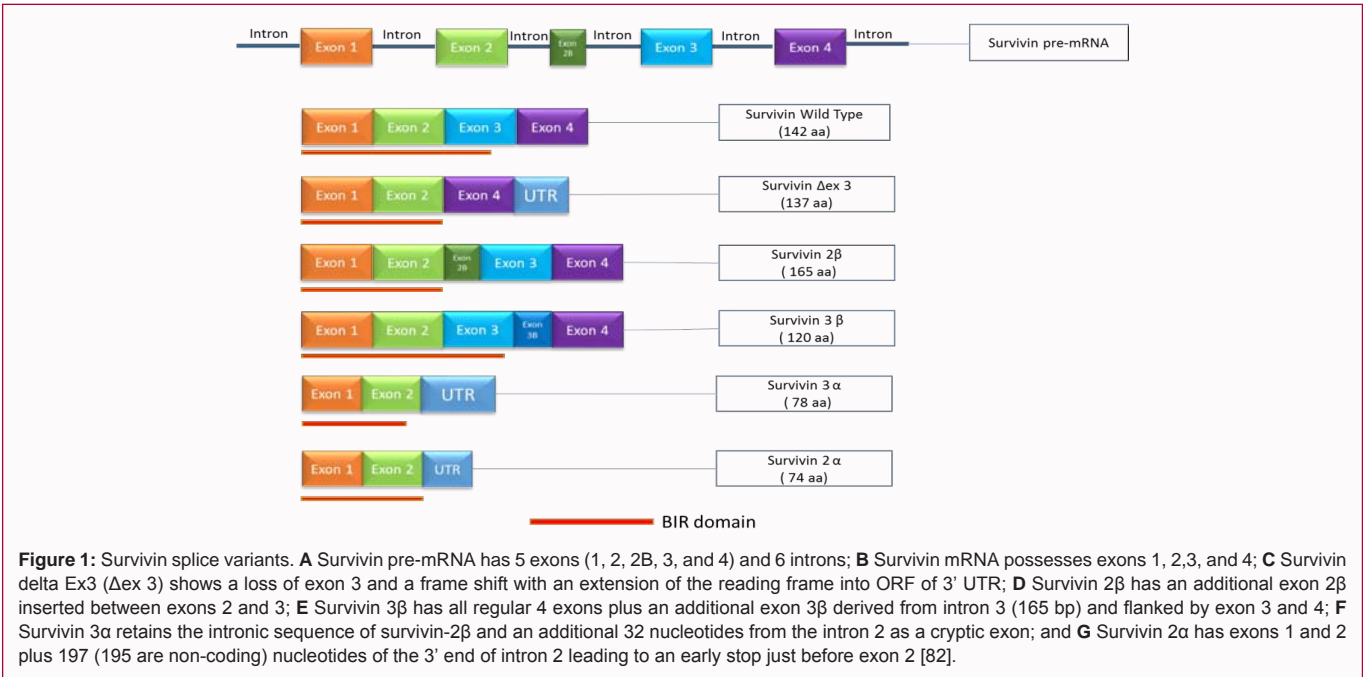 Intron Intron Intron Intron Intron Intron
Exon 1 Exon 2 Exon 2B Exon 3 Exon 4 Survivin pre-mRNA
Exon 1 Exon 2 Exon 3 Exon 4 Survivin Wild Type
(142 aa)
Exon 1 Exon 2 Exon 4 UTR Survivin Δex 3
(137 aa)
Exon 1 Exon 2 Exon 2B Exon 3 Exon 4 Survivin 2β
( 165 aa)
Exon 1 Exon 2 Exon 3 Exon 3B Exon 4 Survivin 3 β
( 120 aa)
Exon 1 Exon 2 UTR Survivin 3 α
( 78 aa)
Exon 1 Exon 2 UTR Survivin 2 α
( 74 aa)
BIR domain
Figure 1: Survivin splice variants. A Survivin pre-mRNA has 5 exons (1, 2, 2B, 3, and 4) and 6 introns; B Survivin mRNA possesses exons 1, 2,3, and 4; C Survivin
delta Ex3 (Δex 3) shows a loss of exon 3 and a frame shift with an extension of the reading frame into ORF of 3’ UTR; D Survivin 2β has an additional exon 2β
inserted between exons 2 and 3; E Survivin 3β has all regular 4 exons plus an additional exon 3β derived from intron 3 (165 bp) and flanked by exon 3 and 4; F
Survivin 3α retains the intronic sequence of survivin-2β and an additional 32 nucleotides from the intron 2 as a cryptic exon; and G Survivin 2α has exons 1 and 2
plus 197 (195 are non-coding) nucleotides of the 3’ end of intron 2 leading to an early stop just before exon 2 [82].